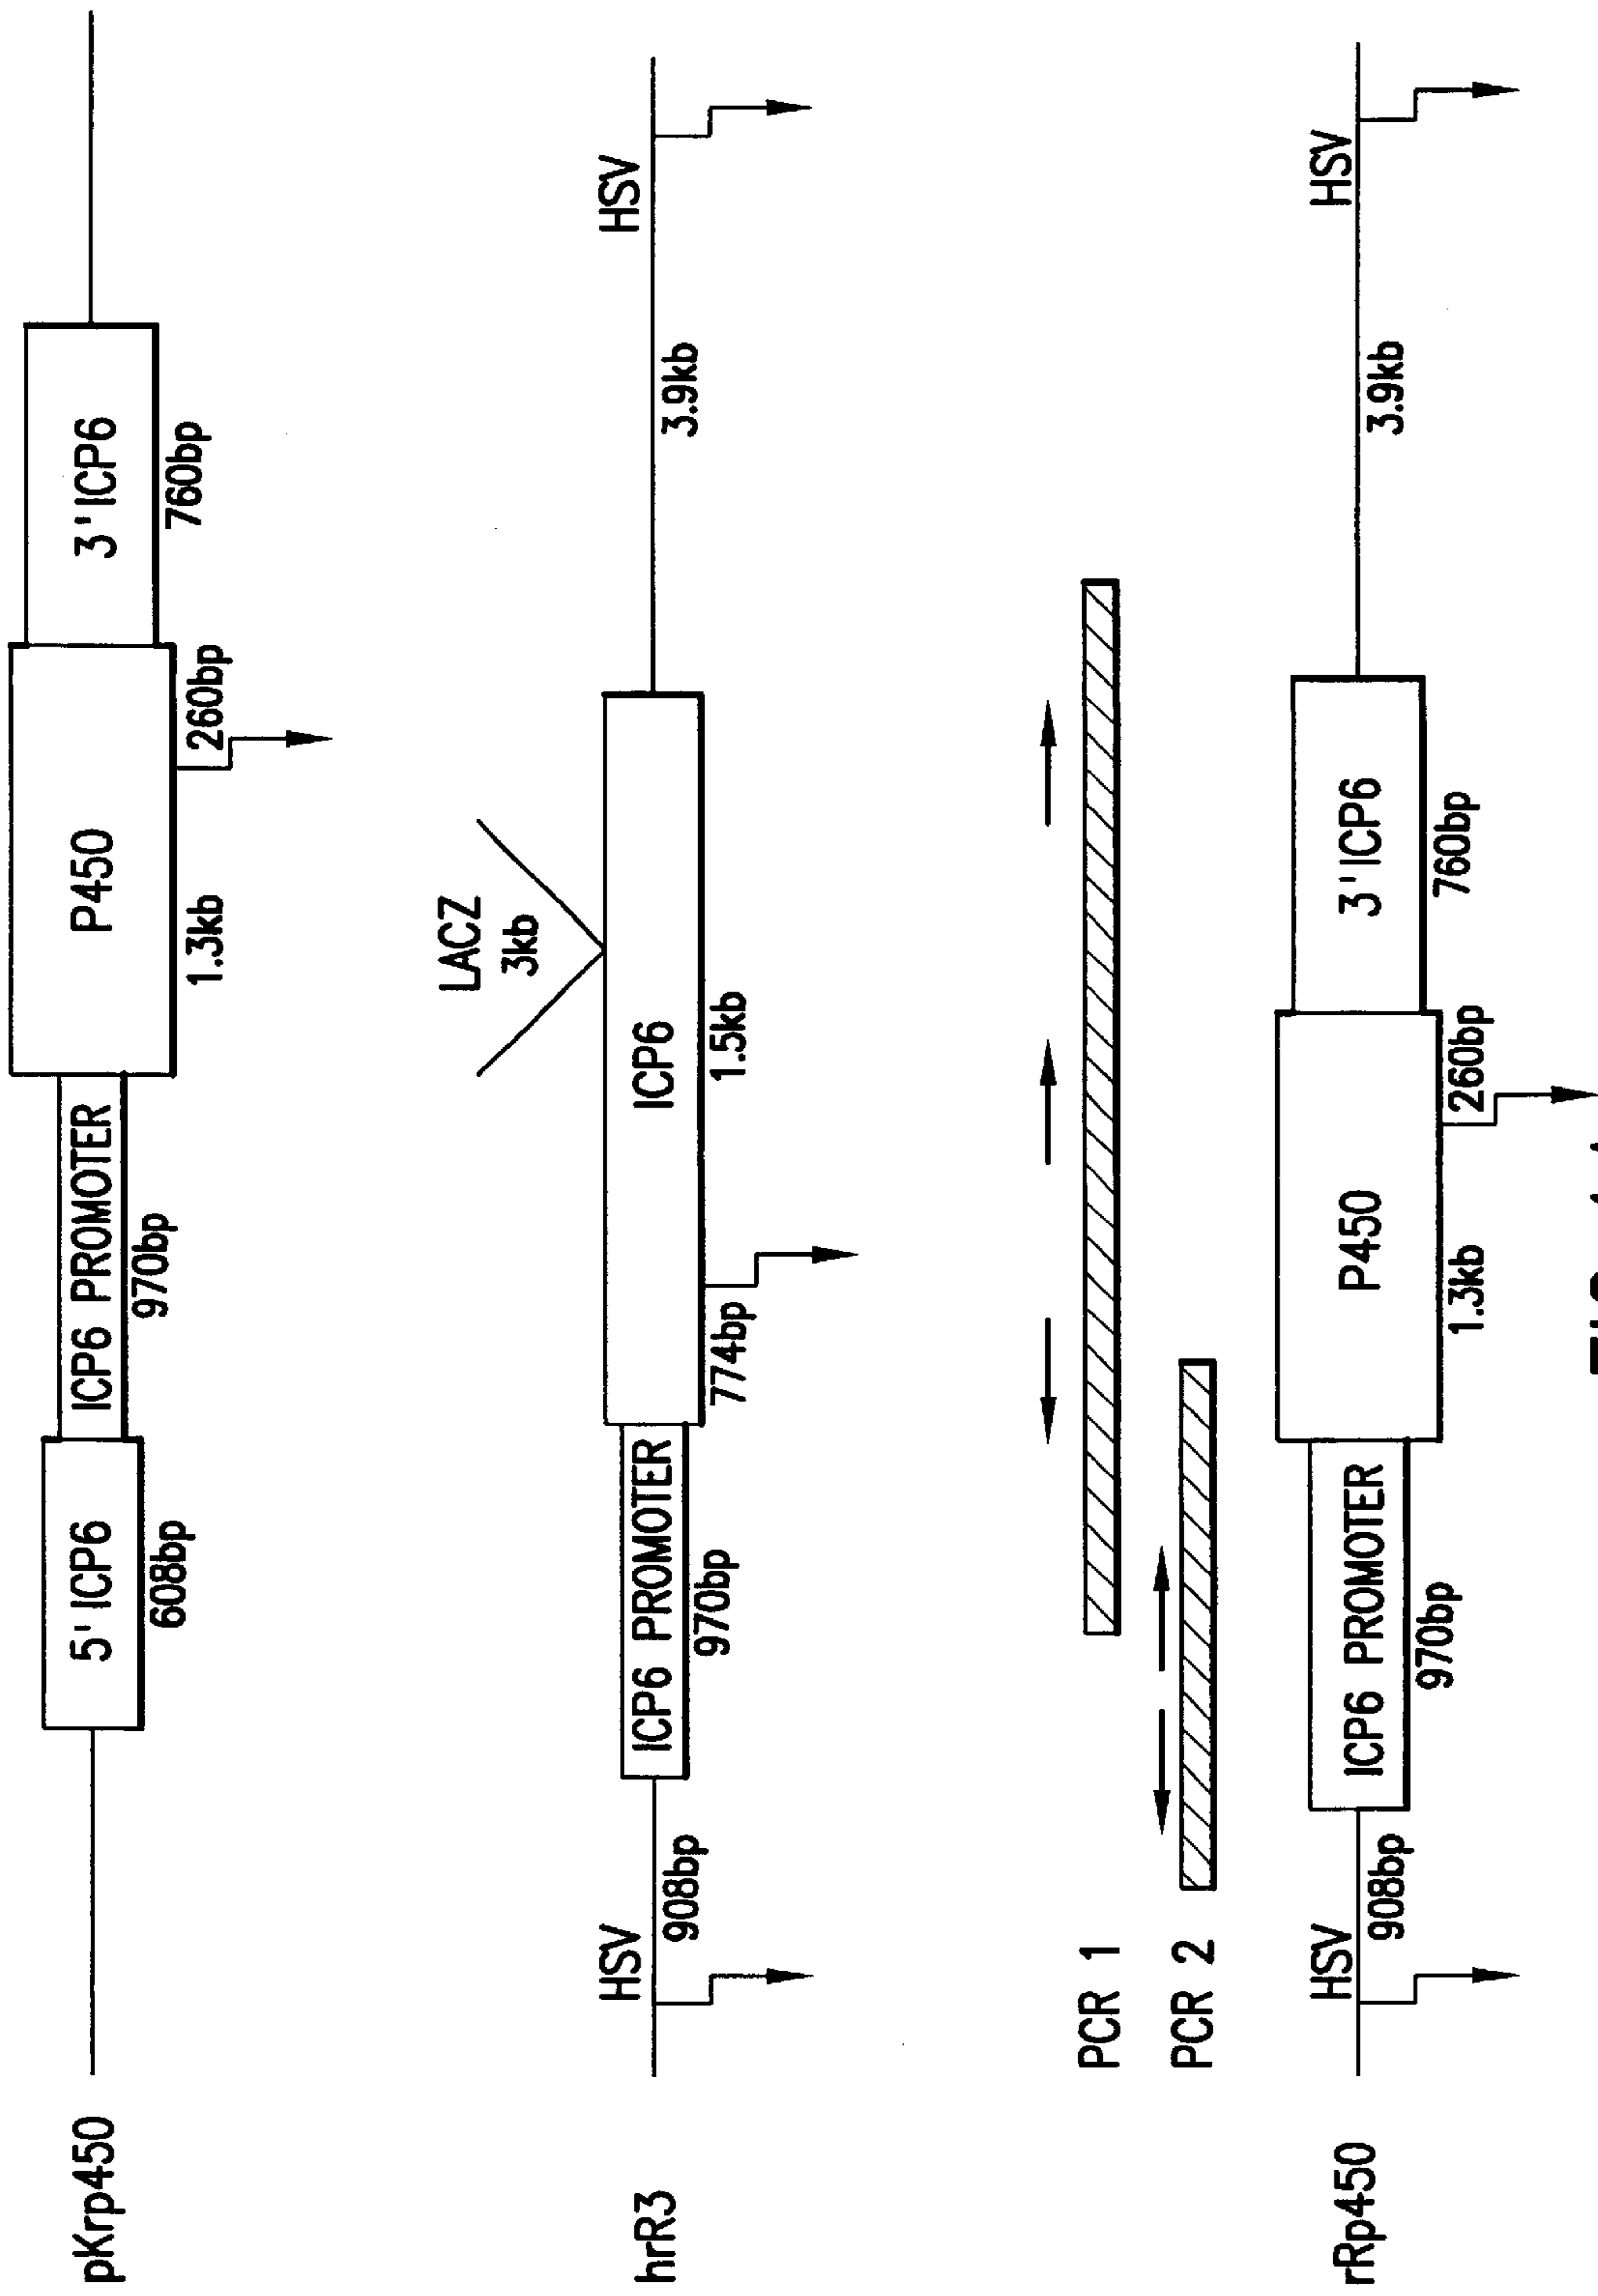 pKrp450
5' ICP6
608bp
ICP6 PROMOTER
970bp
P450
1.3kb
260bp
3' ICP6
760bp
hrR3
HSV
908bp
ICP6 PROMOTER
970bp
774bp
ICP6
1.5kb
LACZ
3kb
3.9kb
HSV
PCR 1
PCR 2
rRp450
HSV
908bp
ICP6 PROMOTER
970bp
P450
1.3kb
260bp
3' ICP6
760bp
3.9kb
HSV